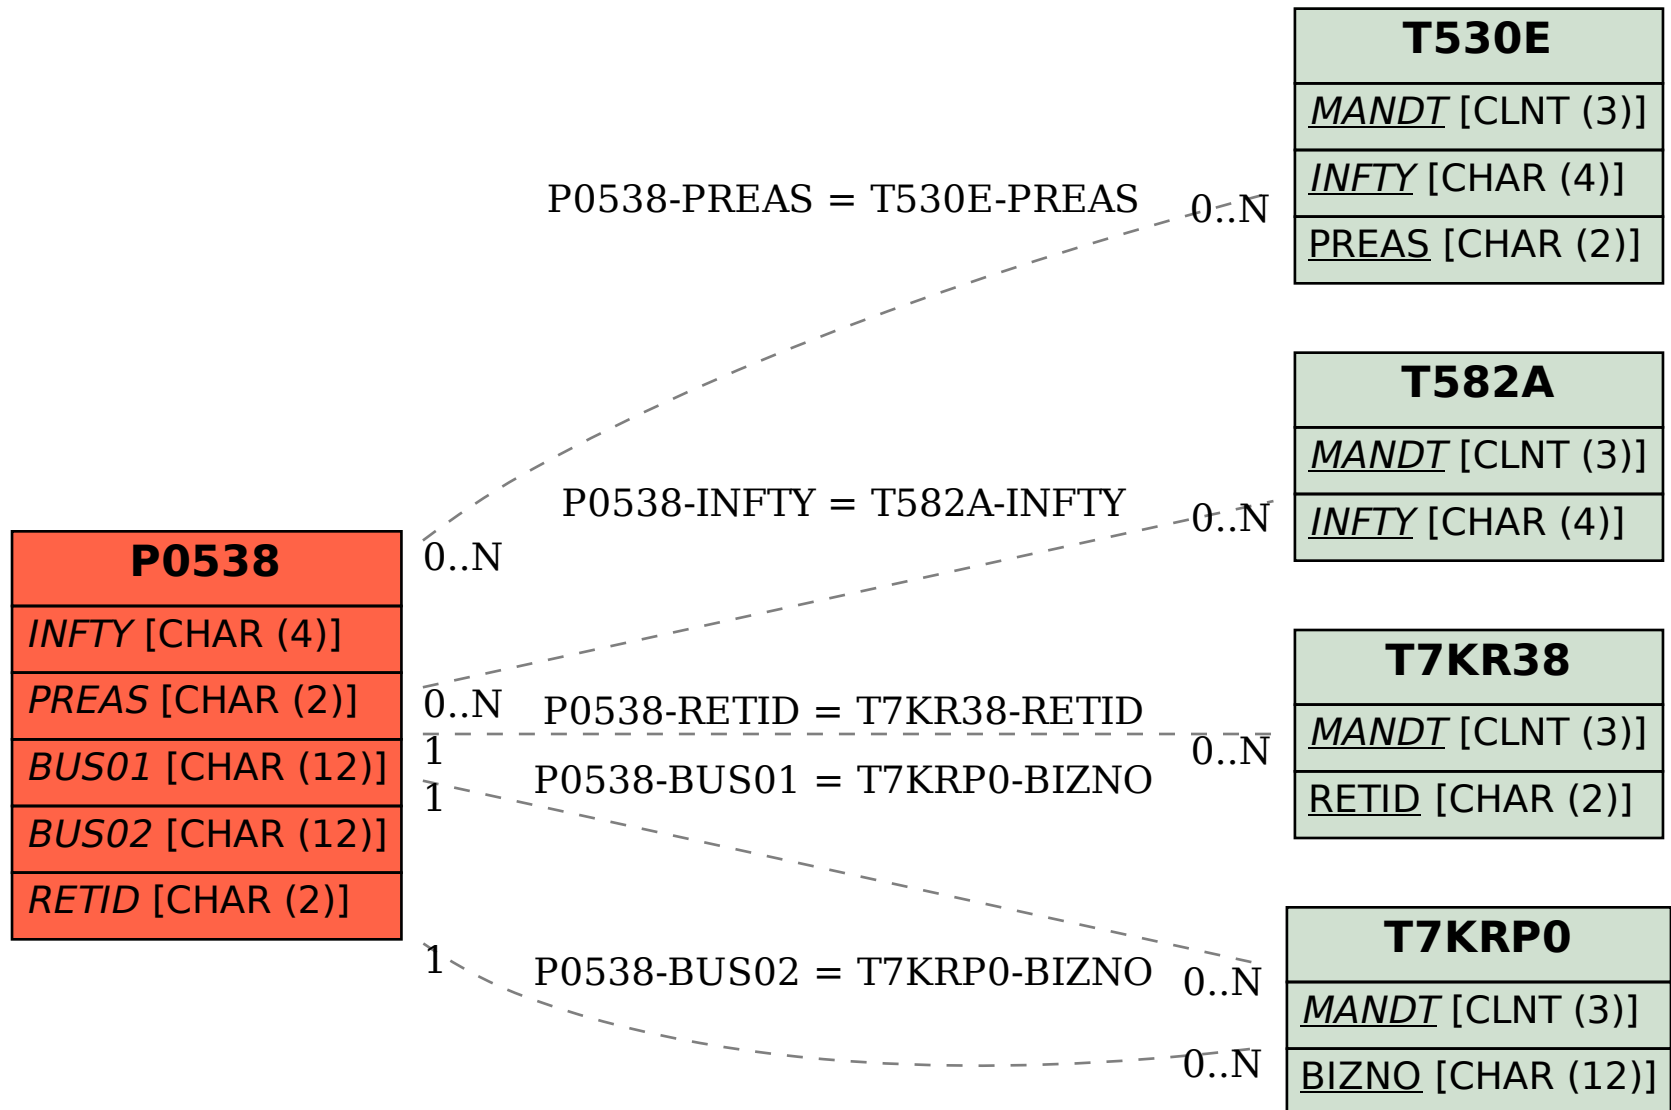 T530E
MANDT [CLNT (3)]
INFTY [CHAR (4)]
PREAS [CHAR (2)]
P0538-PREAS = T530E-PREAS
0..N
0..N
T582A
MANDT [CLNT (3)]
INFTY [CHAR (4)]
P0538-INFTY = T582A-INFTY
0..N
0..N
P0538
INFTY [CHAR (4)]
PREAS [CHAR (2)]
BUS01 [CHAR (12)]
BUS02 [CHAR (12)]
RETID [CHAR (2)]
T7KR38
MANDT [CLNT (3)]
RETID [CHAR (2)]
P0538-RETID = T7KR38-RETID
1
0..N
P0538-BUS01 = T7KRP0-BIZNO
1
0..N
P0538-BUS02 = T7KRP0-BIZNO
1
0..N
T7KRP0
MANDT [CLNT (3)]
BIZNO [CHAR (12)]